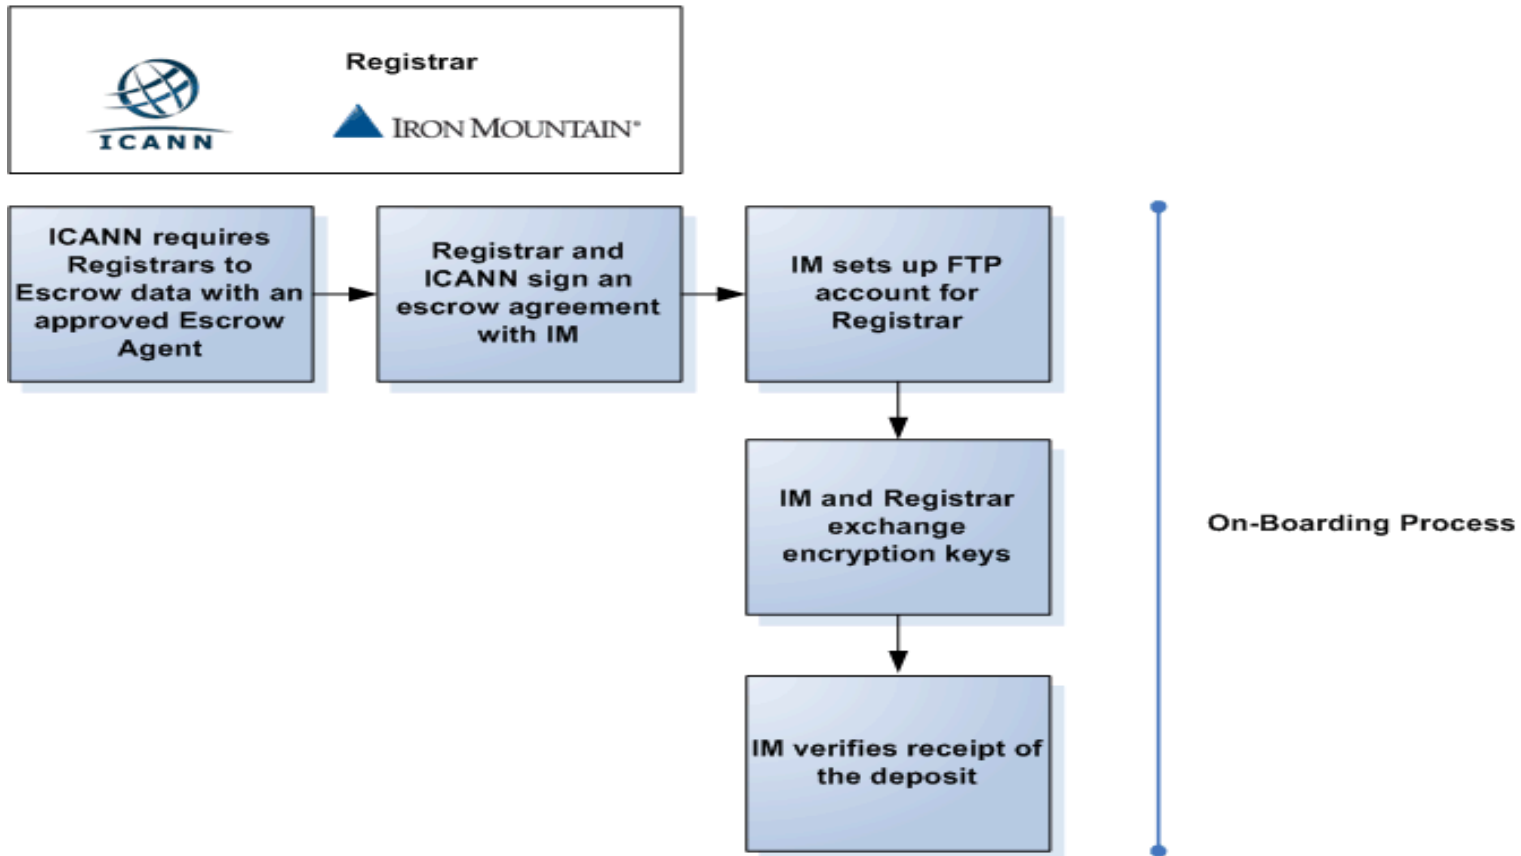 Registrar
ICANN
IRON MOUNTAIN®
ICANN requires
Registrars to
Escrow data with an
approved Escrow
Agent
Registrar and
ICANN sign an
escrow agreement
with IM
IM sets up FTP
account for
Registrar
IM and Registrar
exchange
encryption keys
On-Boarding Process
IM verifies receipt of
the deposit